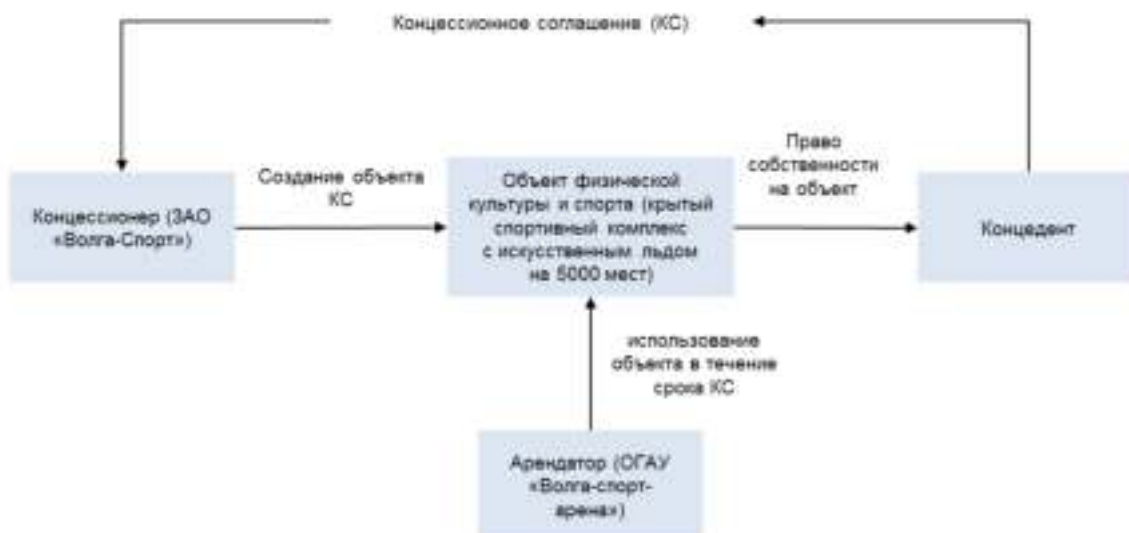 Концессионное соглашение (КС)
Право
собственности
на объект
Создание объекта
КС
Концессионер (ЗАО
«Волга-Спорт»)
Объект физической
культуры и спорта (крытый
спортивный комплекс
с искусственным льдом
на 5000 мест)
Концедент
использование
объекта в течение
срока КС
Арендатор (ОГАУ
«Волга-спорт-
арена»)